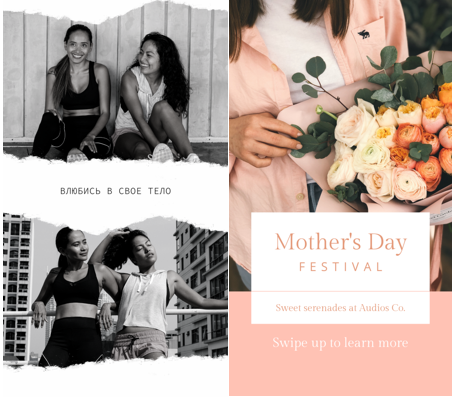 ВЛЮБИСЬ В СВОЕ ТЕЛО
Mother's Day
FESTIVAL
Sweet serenades at Audios Co.
Swipe up to learn more